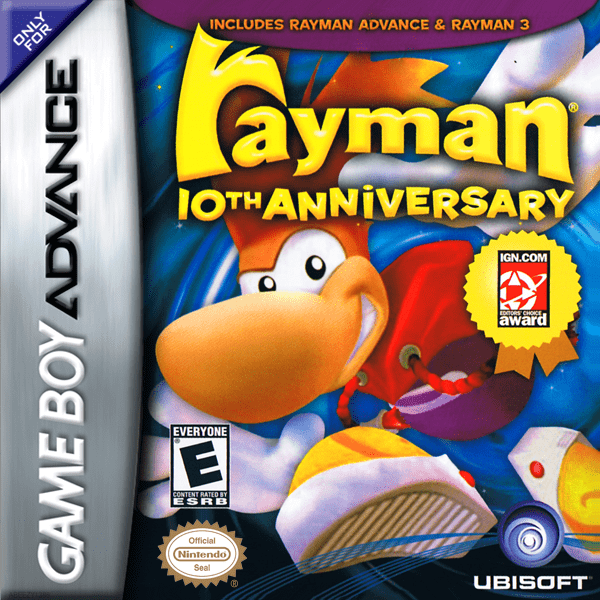 ONLY
FOR
GAME BOY ADVANCE
INCLUDES RAYMAN ADVANCE & RAYMAN 3
rayman®
10TH ANNiVERSARY
IGN.COM
EDITORS' CHOICE
award
EVERYONE
E
CONTENT RATED BY
ESRB
Official
Nintendo
Seal
®
UBISOFT